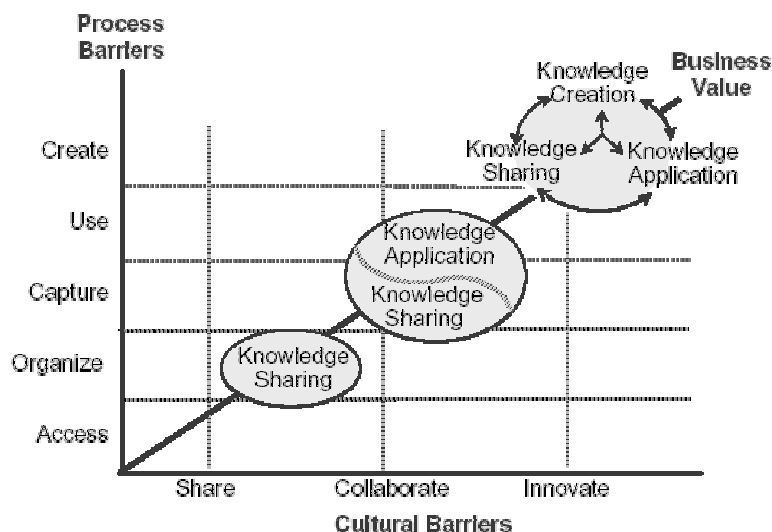 Process
Barriers
Business
Value
Knowledge
Creation
Knowledge
Sharing
Knowledge
Application
Create
Use
Knowledge
Application
Capture
Knowledge
Sharing
Organize
Knowledge
Sharing
Access
Share
Collaborate
Innovate
Cultural Barriers